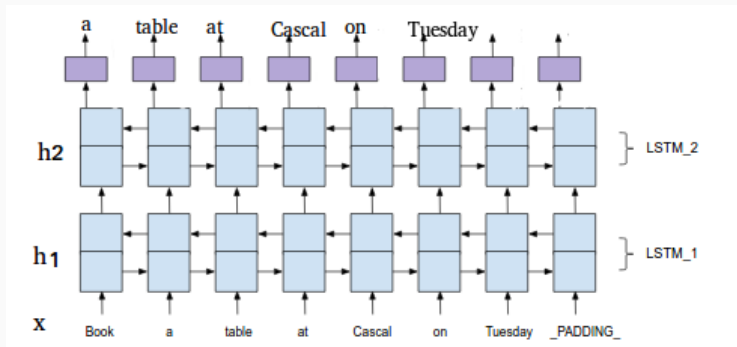 a table at Cascal on Tuesday
h2
LSTM_2
h1
LSTM_1
x Book a table at Cascal on Tuesday _PADDING_